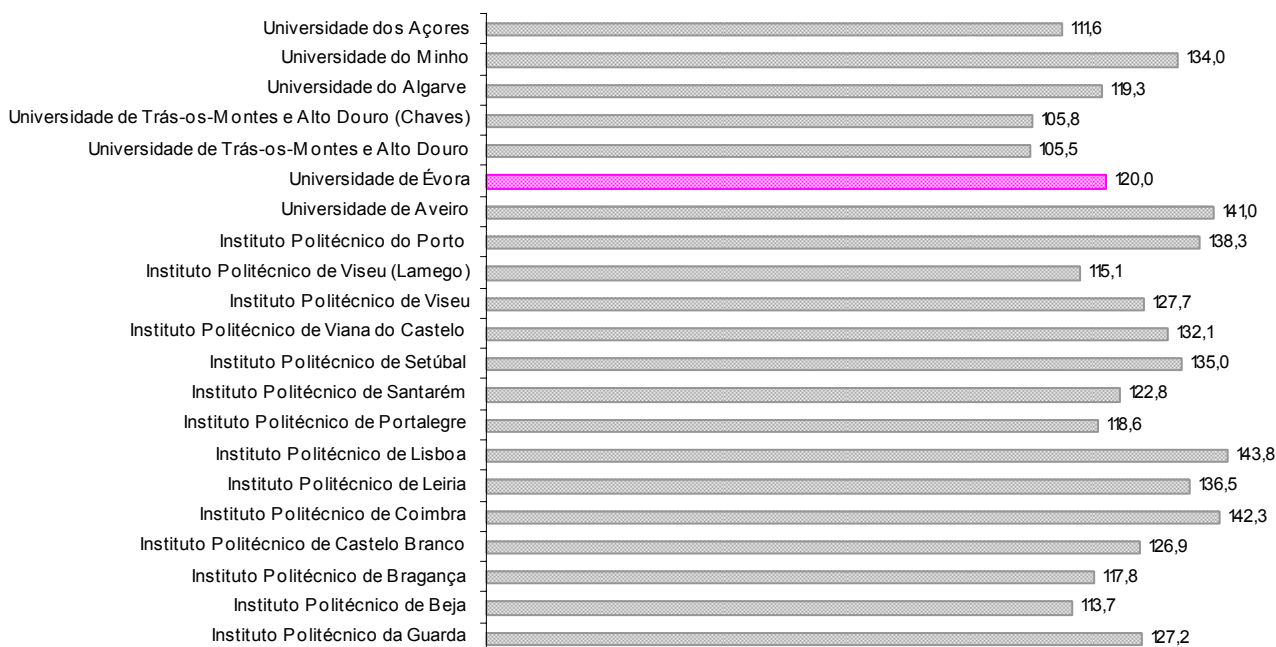 Universidade dos Açores 111,6
Universidade do Minho 134,0
Universidade do Algarve 119,3
Universidade de Trás-os-Montes e Alto Douro (Chaves) 105,8
Universidade de Trás-os-Montes e Alto Douro 105,5
Universidade de Évora 120,0
Universidade de Aveiro 141,0
Instituto Politécnico do Porto 138,3
Instituto Politécnico de Viseu (Lamego) 115,1
Instituto Politécnico de Viseu 127,7
Instituto Politécnico de Viana do Castelo 132,1
Instituto Politécnico de Setúbal 135,0
Instituto Politécnico de Santarém 122,8
Instituto Politécnico de Portalegre 118,6
Instituto Politécnico de Lisboa 143,8
Instituto Politécnico de Leiria 136,5
Instituto Politécnico de Coimbra 142,3
Instituto Politécnico de Castelo Branco 126,9
Instituto Politécnico de Bragança 117,8
Instituto Politécnico de Beja 113,7
Instituto Politécnico da Guarda 127,2